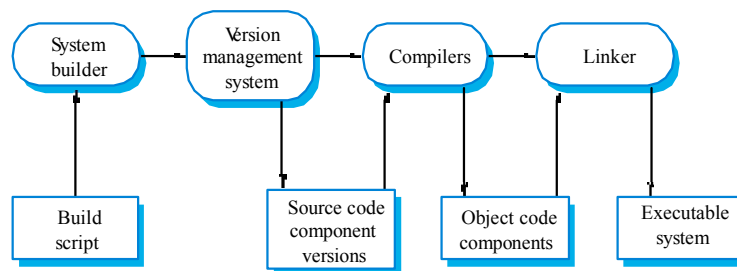 System
builder
Version
management
system
Compilers
Linker
Build
script
Source code
component
versions
Object code
components
Executable
system